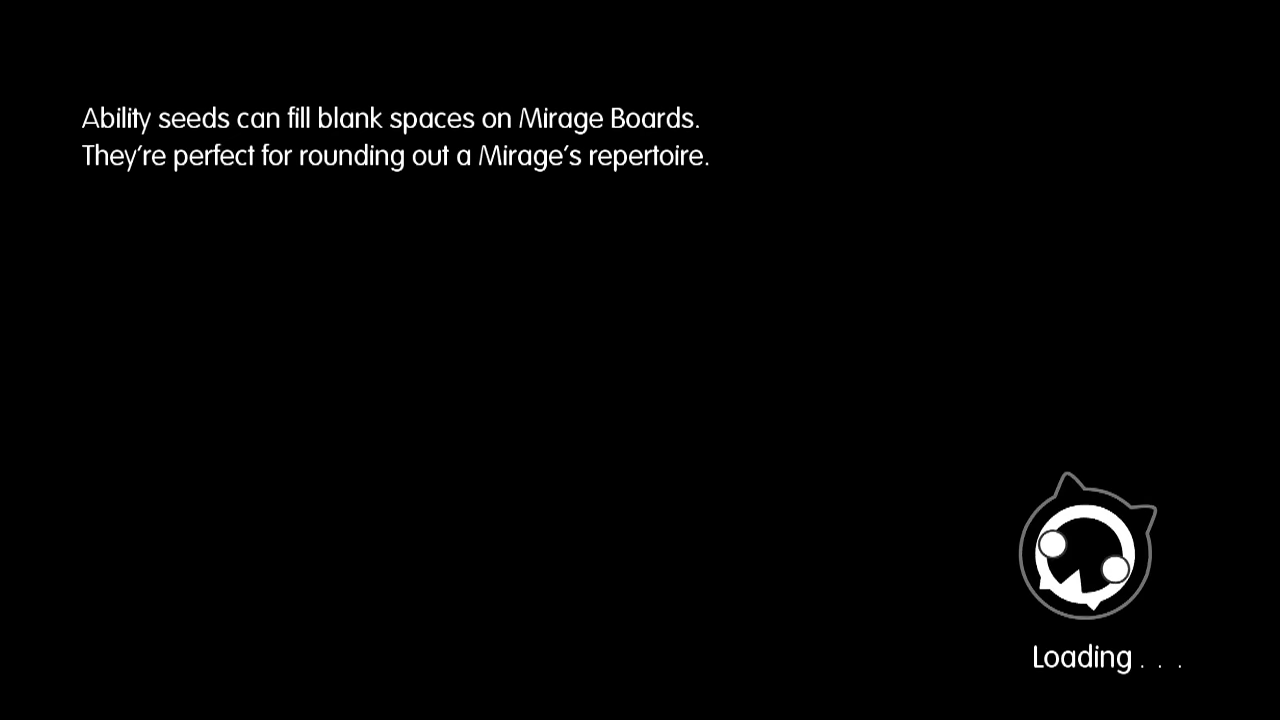 Ability seeds can fill blank spaces on Mirage Boards.
They're perfect for rounding out a Mirage's repertoire.
Loading . . .